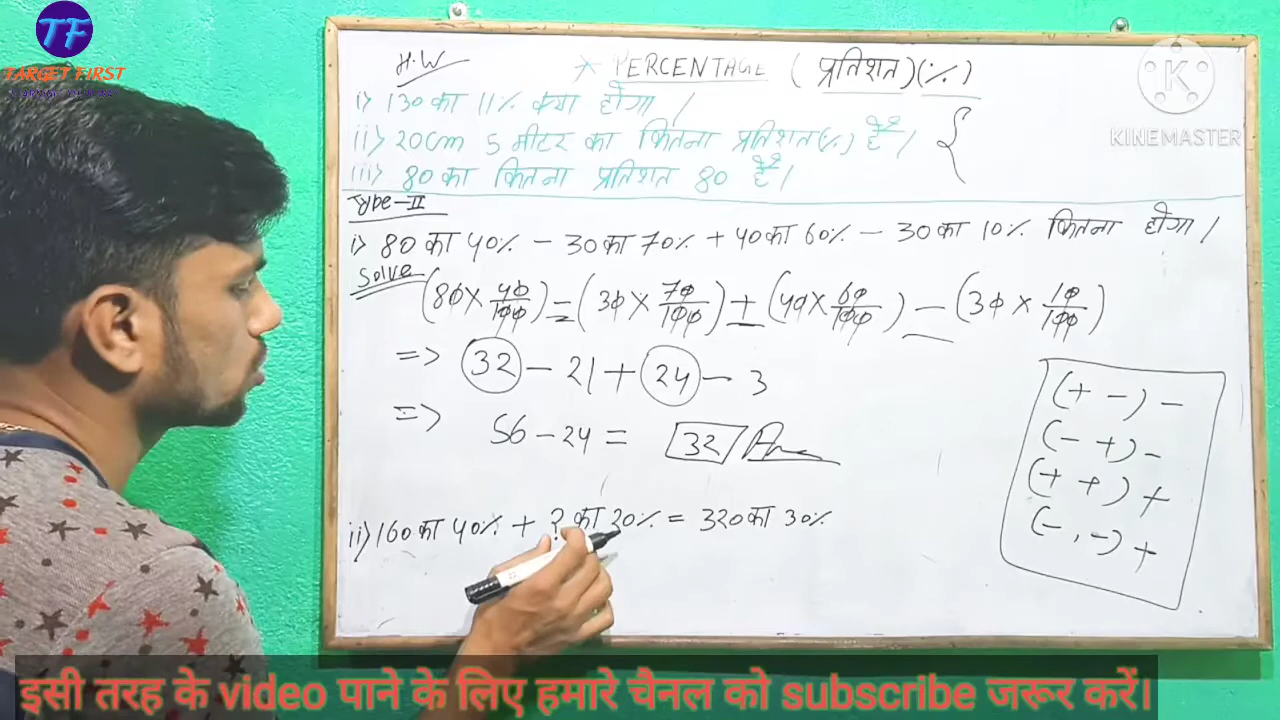 TF
TARGET FIRST
H.W
* PERCENTAGE (प्रतिशत) (%)
i) 130 का 11% क्या होगा।
ii) 20cm 5 मीटर का कितना प्रतिशत(%) है।
iii) 80 का कितना प्रतिशत 80 है।
KINEMASTER
Type-II
i) 80 का 40% - 30 का 70% + 40 का 60% - 30 का 10% कितना होगा।
Solve
(80 × 40/100) = (30 × 70/100) + (40 × 60/100) - (30 × 10/100)
=> 32 - 21 + 24 - 3
=> 56 - 24 = 32 Ans
(+ -) -
(- +) -
(+ +) +
(-, -) +
ii) 160 का 40% + ? का 20% = 320 का 30%
इसी तरह के video पाने के लिए हमारे चैनल को subscribe जरूर करें।